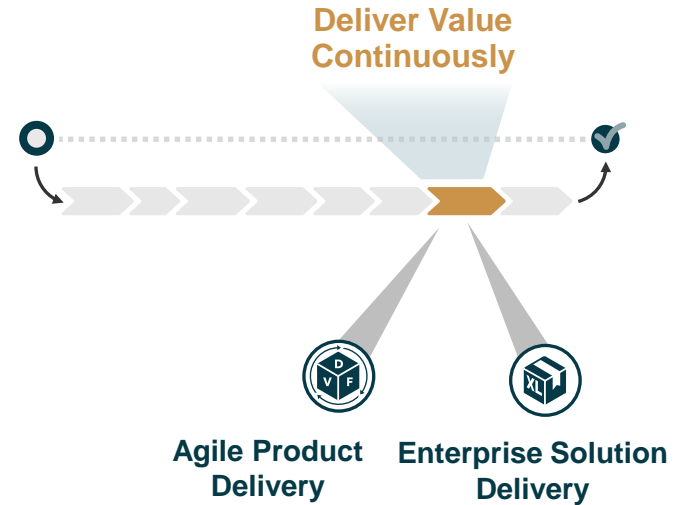 Deliver Value
Continuously
D
V F
XL
Agile Product
Delivery
Enterprise Solution
Delivery